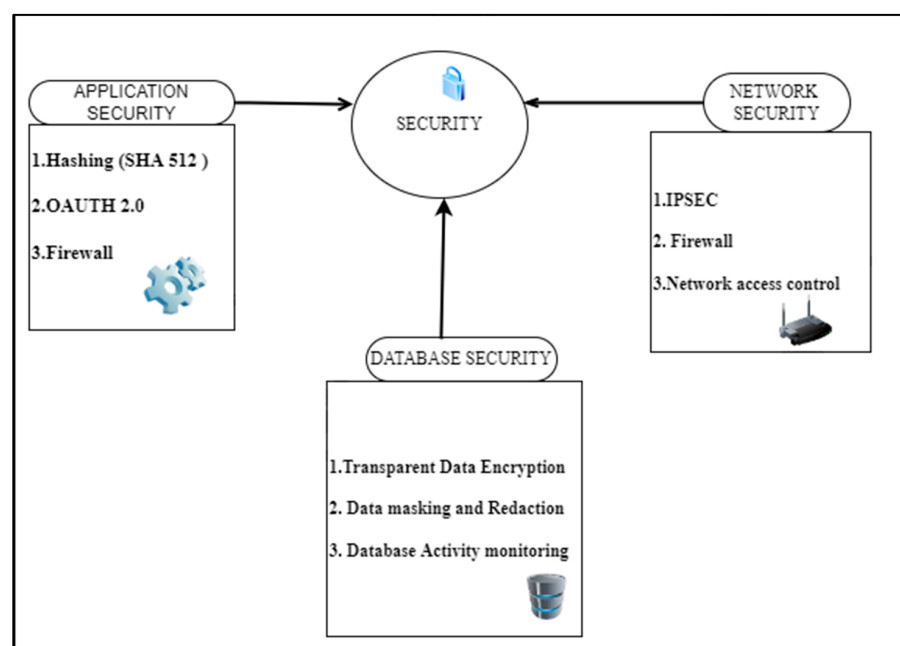 APPLICATION
SECURITY
1.Hashing (SHA 512 )
2.OAUTH 2.0
3.Firewall
SECURITY
NETWORK
SECURITY
1.IPSEC
2. Firewall
3.Network access control
DATABASE SECURITY
1.Transparent Data Encryption
2. Data masking and Redaction
3. Database Activity monitoring